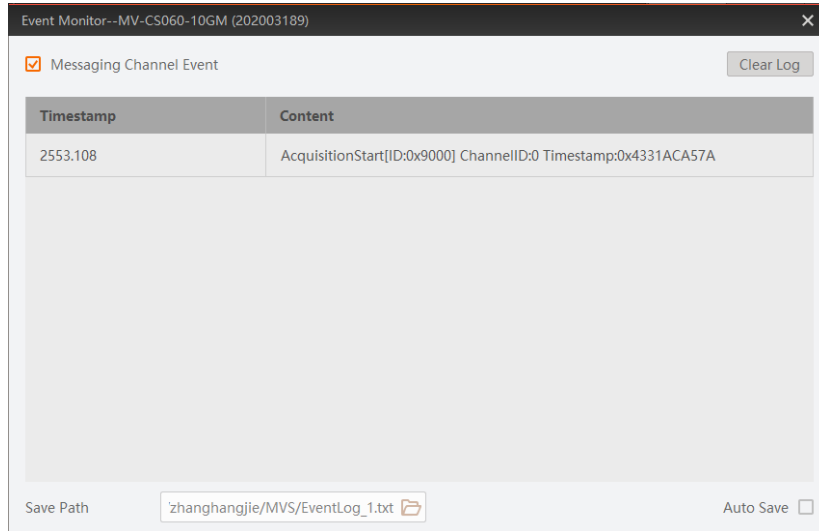 Event Monitor--MV-CS060-10GM (202003189)
Messaging Channel Event
Clear Log
Timestamp Content
2553.108 AcquisitionStart[ID:0x9000] ChannelID:0 Timestamp:0x4331ACA57A
Save Path zhanghangjie/MVS/EventLog_1.txt Auto Save